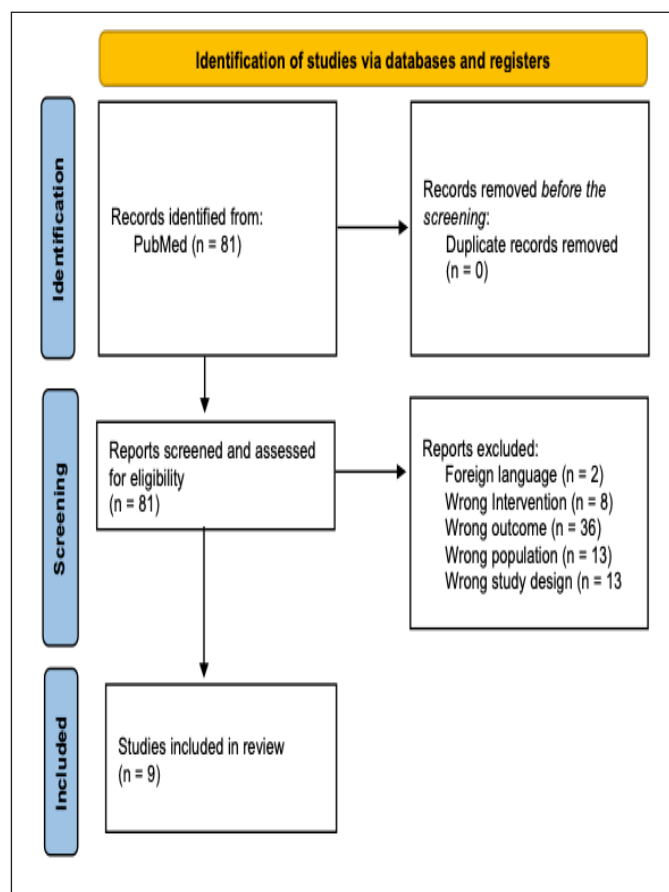 Identification of studies via databases and registers
Identification
Records identified from:
PubMed (n = 81)
Records removed before the
screening:
Duplicate records removed
(n = 0)
Screening
Reports screened and assessed
for eligibility
(n = 81)
Reports excluded:
Foreign language (n = 2)
Wrong Intervention (n = 8)
Wrong outcome (n = 36)
Wrong population (n = 13)
Wrong study design (n = 13
Included
Studies included in review
(n = 9)